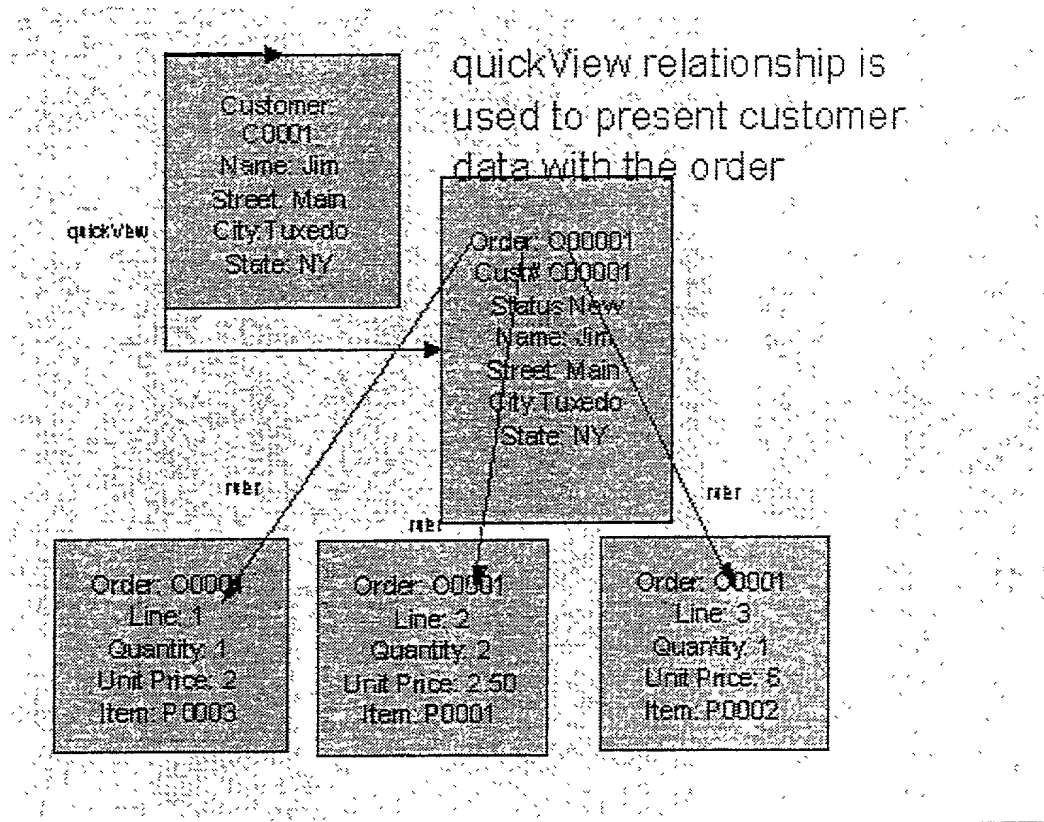 quickView relationship is
used to present customer
data with the order
Customer:
C0001
Name: Jim
Street: Main
City:Tuxedo
State: NY
quickView
Order: O00001
Cust# C00001
Status New
Name: Jim
Street: Main
City:Tuxedo
State: NY
Order: O0001
Line: 1
Quantity: 1
Unit Price: 2
Item: P0003
Order: O0001
Line: 2
Quantity: 2
Unit Price: 2.50
Item: P0001
Order: O0001
Line: 3
Quantity: 1
Unit Price: 6
Item: P0002